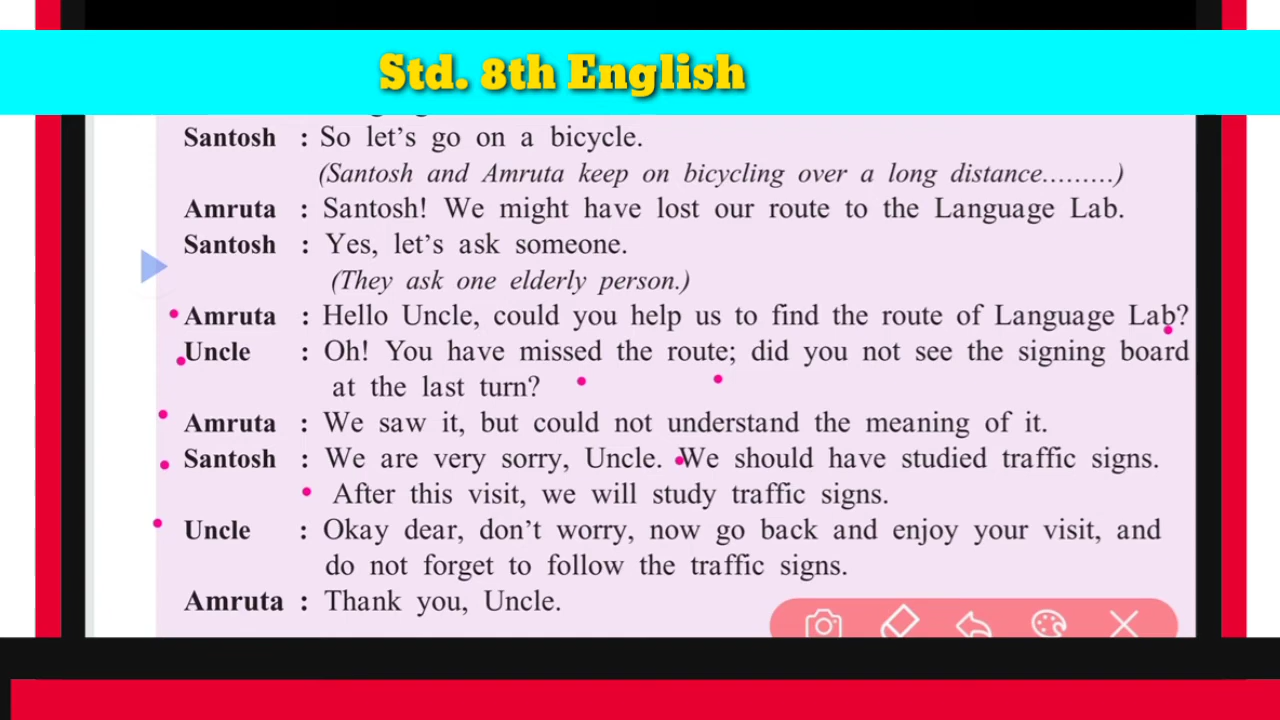 Std. 8th English
Santosh : So let's go on a bicycle.
(Santosh and Amruta keep on bicycling over a long distance.........)
Amruta : Santosh! We might have lost our route to the Language Lab.
Santosh : Yes, let's ask someone.
(They ask one elderly person.)
Amruta : Hello Uncle, could you help us to find the route of Language Lab?
Uncle : Oh! You have missed the route; did you not see the signing board
at the last turn?
Amruta : We saw it, but could not understand the meaning of it.
Santosh : We are very sorry, Uncle. We should have studied traffic signs.
After this visit, we will study traffic signs.
Uncle : Okay dear, don't worry, now go back and enjoy your visit, and
do not forget to follow the traffic signs.
Amruta : Thank you, Uncle.